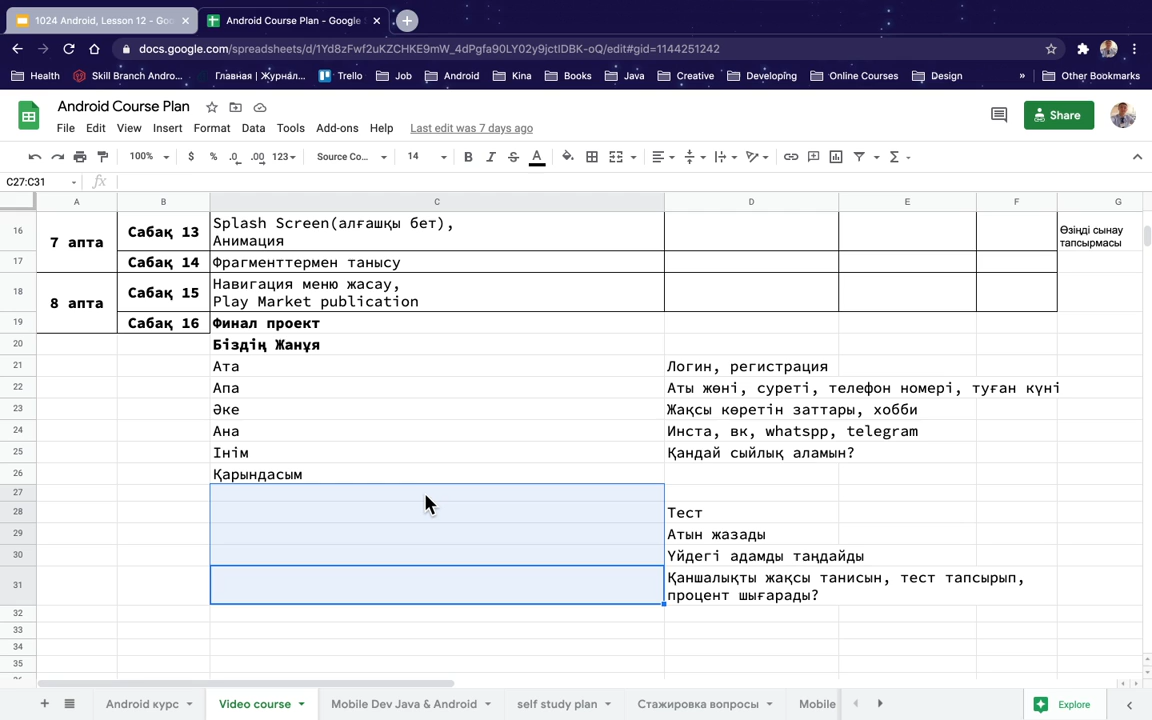 1024 Android, Lesson 12 - Goo
Android Course Plan - Google
docs.google.com/spreadsheets/d/1Yd8zFwf2uKZCHKE9mW_4dPgfa90LY02y9jctIDBK-oQ/edit#gid=1144251242
Health Skill Branch Andro... Главная | Журнал... Trello Job Android Kina Books Java Creative Developing Online Courses Design » Other Bookmarks
Android Course Plan
File Edit View Insert Format Data Tools Add-ons Help Last edit was 7 days ago
Share
100% $ % .0 .00 123 Source Co... 14
C27:C31 fx
A B C D E F G
16 7 апта Сабақ 13 Splash Screen(алғашқы бет),
Анимация
Өзіңді сынау
тапсырмасы
17 Сабақ 14 Фрагменттермен танысу
18 8 апта Сабақ 15 Навигация меню жасау,
Play Market publication
19 Сабақ 16 Финал проект
20 Біздің Жанұя
21 Ата Логин, регистрация
22 Апа Аты жөні, суреті, телефон номері, туған күні
23 Әке Жақсы көретін заттары, хобби
24 Ана Инста, вк, whatspp, telegram
25 Інім Қандай сыйлық аламын?
26 Қарындасым
27
28 Тест
29 Атын жазады
30 Үйдегі адамды таңдайды
31 Қаншалықты жақсы танисын, тест тапсырып,
процент шығарады?
32
33
34
35
Android курс Video course Mobile Dev Java & Android self study plan Стажировка вопросы Mobile Explore